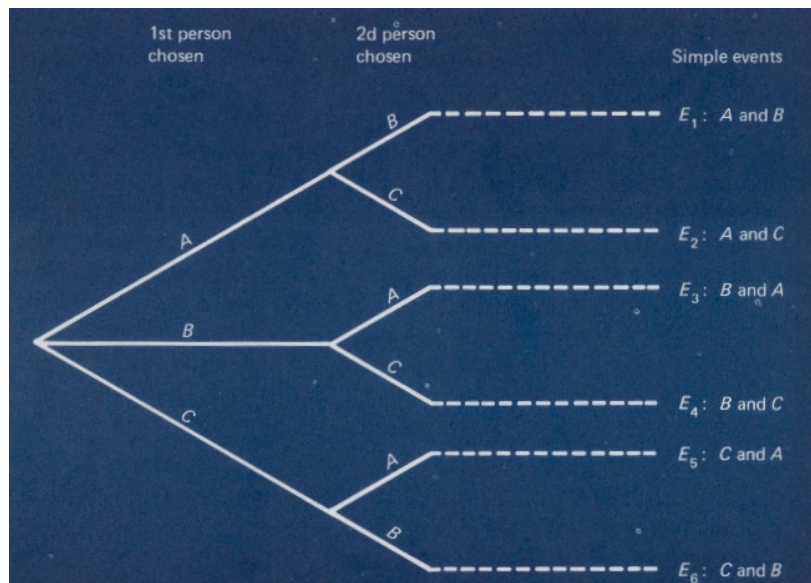 1st person
chosen
2d person
chosen
Simple events
B
E₁: A and B
A
C
E₂: A and C
A
E₃: B and A
B
C
E₄: B and C
C
A
E₅: C and A
B
E₆: C and B